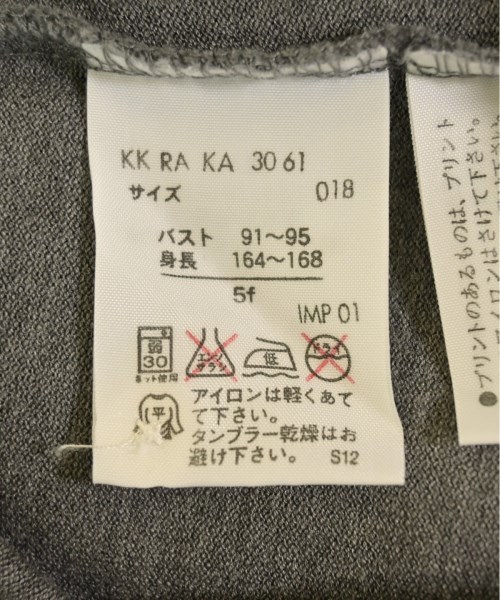 KK RA KA 30 61
サイズ 018
バスト 91～95
身長 164～168
5f
IMP 01
弱
30
ネット使用
エンソ
サラシ
低
ドライ
平
アイロンは軽くあて
て下さい。
タンブラー乾燥はお
避け下さい。 S12
●プリントのあるものは、プリント
イロンはさけて下さい。